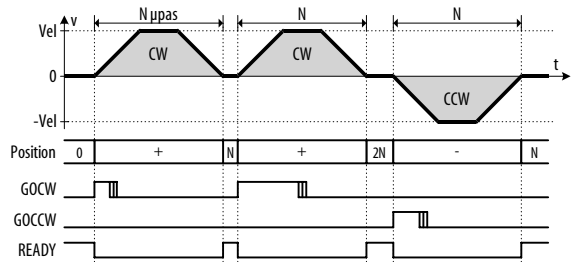 v
N µpas
N
N
Vel
CW
CW
t
0
CCW
-Vel
Position
0
+
N
+
2N
-
N
GOCW
GOCCW
READY